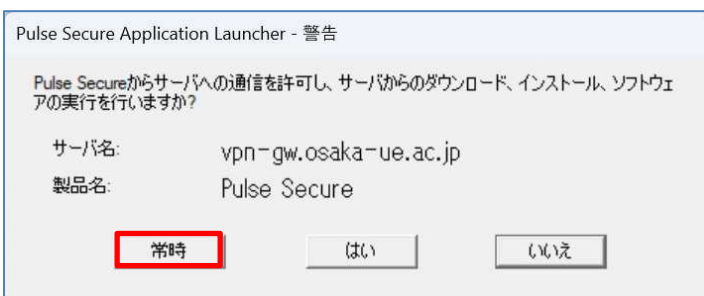 Pulse Secure Application Launcher - 警告
Pulse Secureからサーバへの通信を許可し、サーバからのダウンロード、インストール、ソフトウェ
アの実行を行いますか?
サーバ名: vpn-gw.osaka-ue.ac.jp
製品名: Pulse Secure
常時 はい いいえ